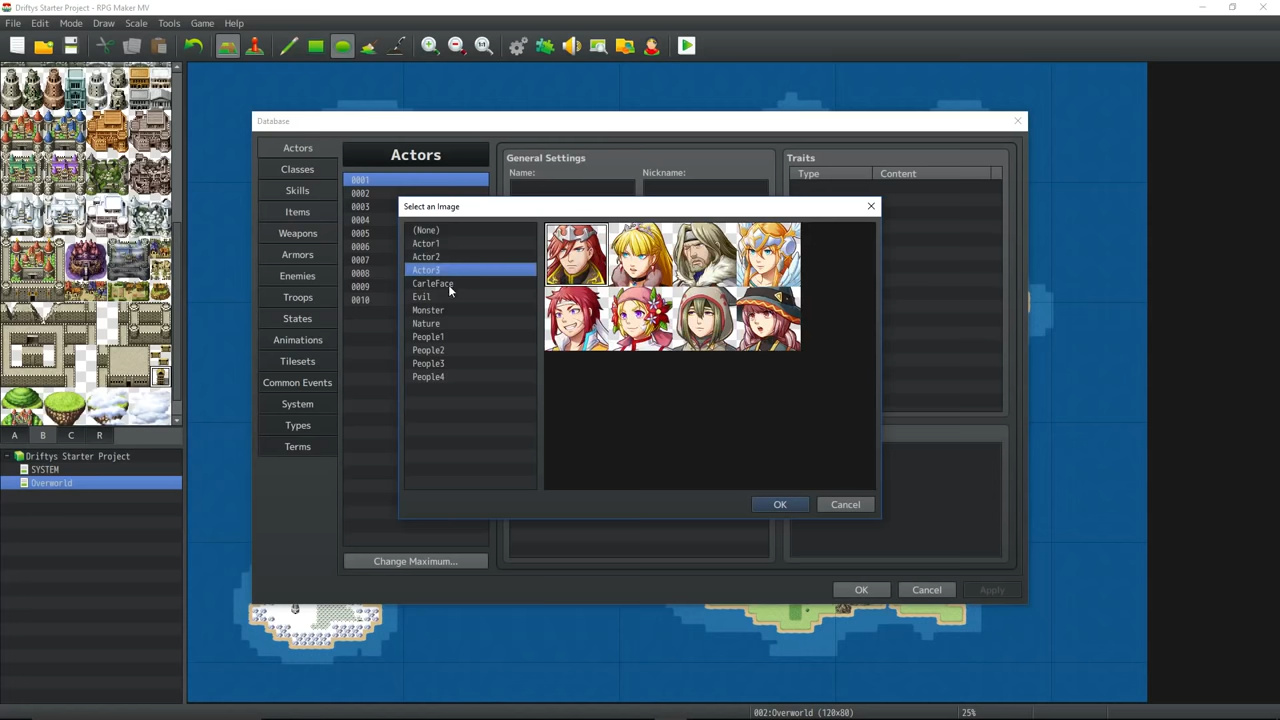 Driftys Starter Project - RPG Maker MV
File Edit Mode Draw Scale Tools Game Help
Database
Actors
Classes
Skills
Items
Weapons
Armors
Enemies
Troops
States
Animations
Tilesets
Common Events
System
Types
Terms
Actors
0001
0002
0003
0004
0005
0006
0007
0008
0009
0010
Change Maximum...
General Settings
Name: Nickname:
Traits
Type Content
Select an Image
(None)
Actor1
Actor2
Actor3
CarleFace
Evil
Monster
Nature
People1
People2
People3
People4
OK Cancel
OK Cancel Apply
A B C R
Driftys Starter Project
SYSTEM
Overworld
002:Overworld (120x80) 25%